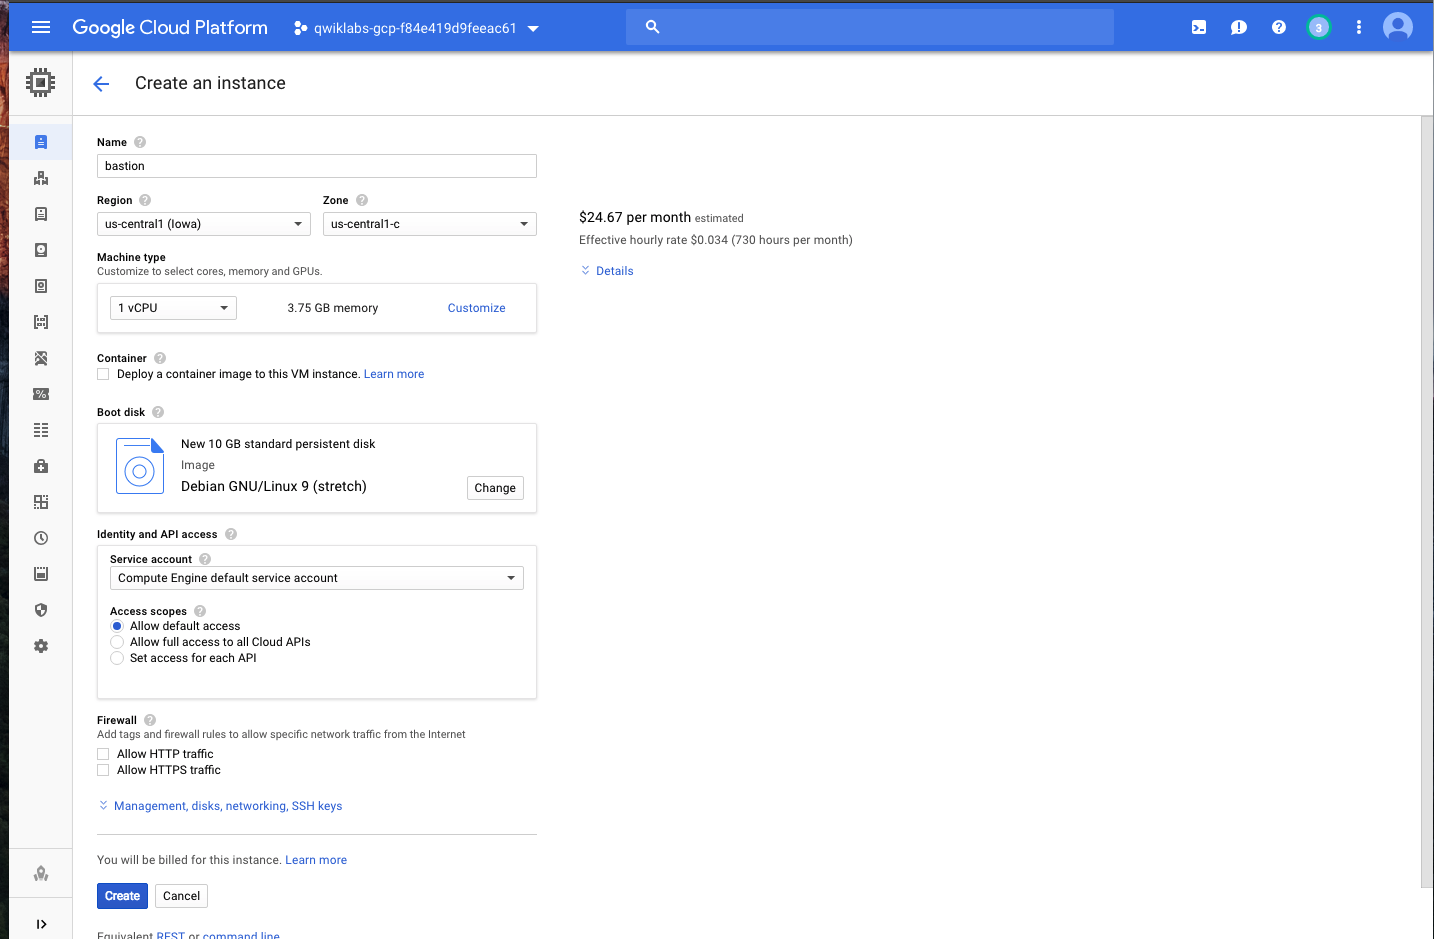 Google Cloud Platform qwiklabs-gcp-f84e419d9feeac61 3
Create an instance
Name
bastion
Region Zone
us-central1 (Iowa) us-central1-c
$24.67 per month estimated
Effective hourly rate $0.034 (730 hours per month)
Details
Machine type
Customize to select cores, memory and GPUs.
1 vCPU 3.75 GB memory Customize
Container
Deploy a container image to this VM instance. Learn more
Boot disk
New 10 GB standard persistent disk
Image
Debian GNU/Linux 9 (stretch)
Change
Identity and API access
Service account
Compute Engine default service account
Access scopes
Allow default access
Allow full access to all Cloud APIs
Set access for each API
Firewall
Add tags and firewall rules to allow specific network traffic from the Internet
Allow HTTP traffic
Allow HTTPS traffic
Management, disks, networking, SSH keys
You will be billed for this instance. Learn more
Create Cancel
Equivalent REST or command line